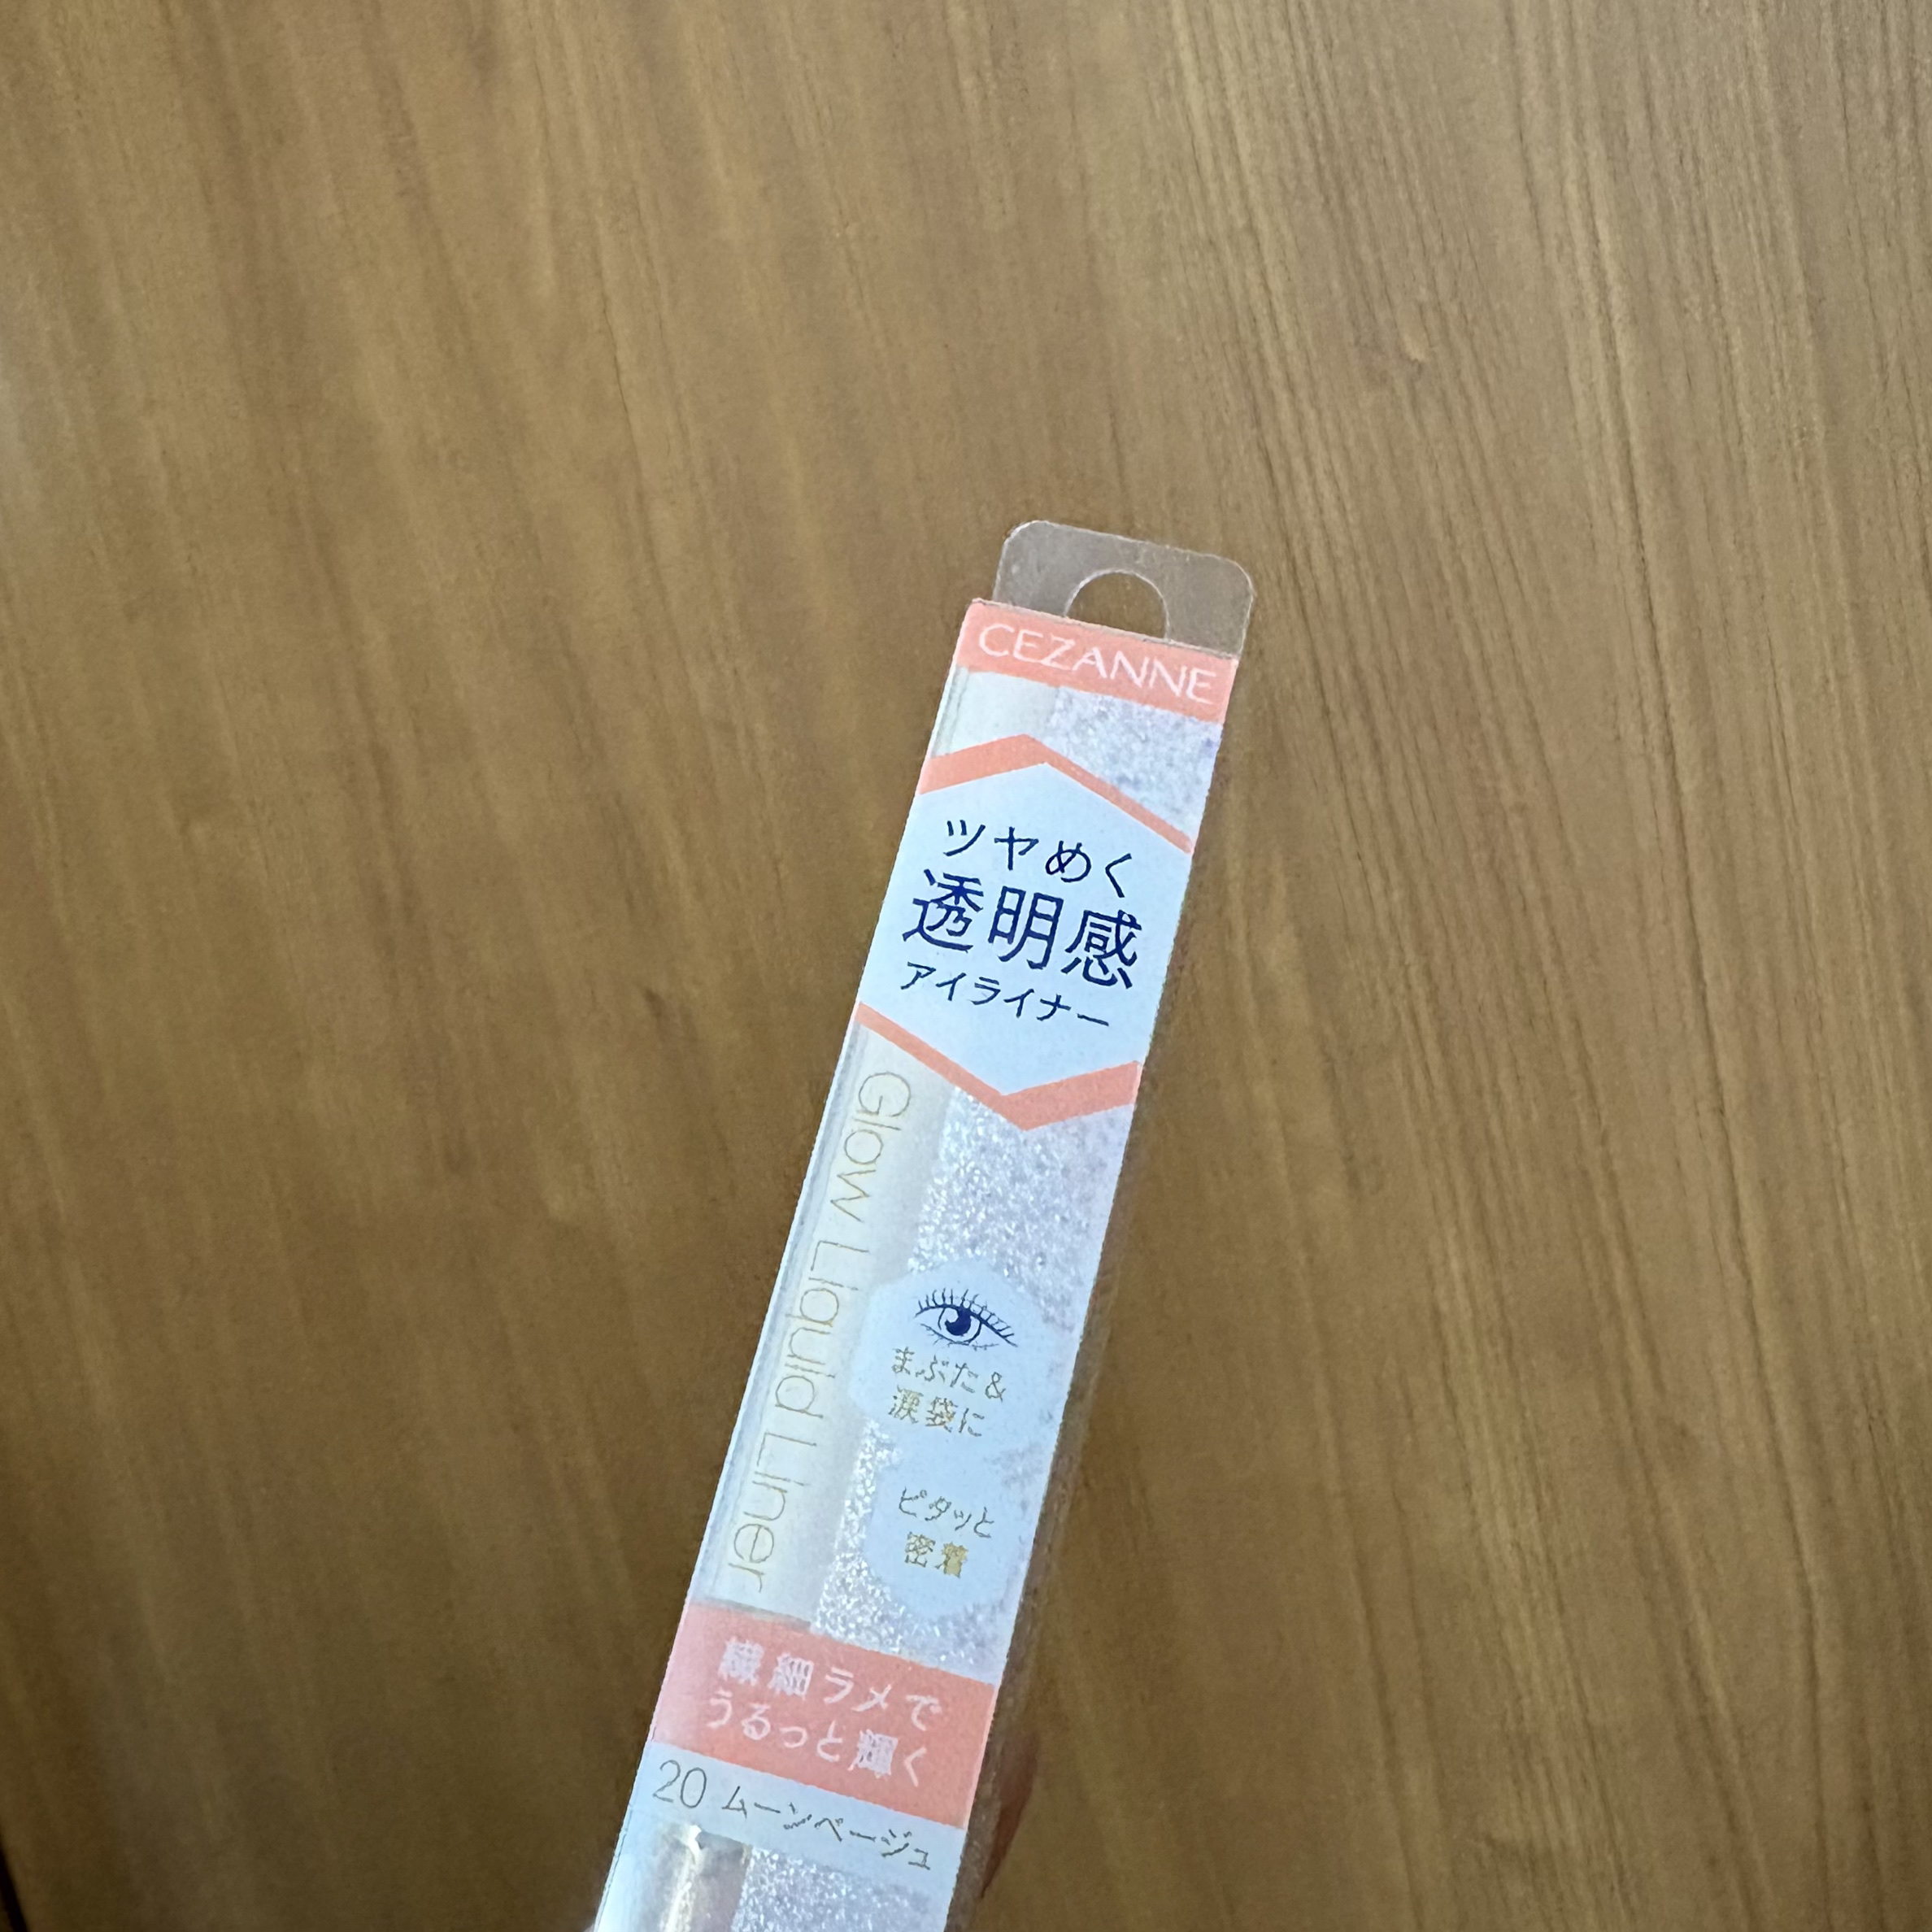 CEZANNE
ツヤめく
透明感
アイライナー
Glow Liquid Liner
まぶた&
涙袋に
ピタッと
密着
繊細ラメで
うるっと輝く
20 ムーンベージュ